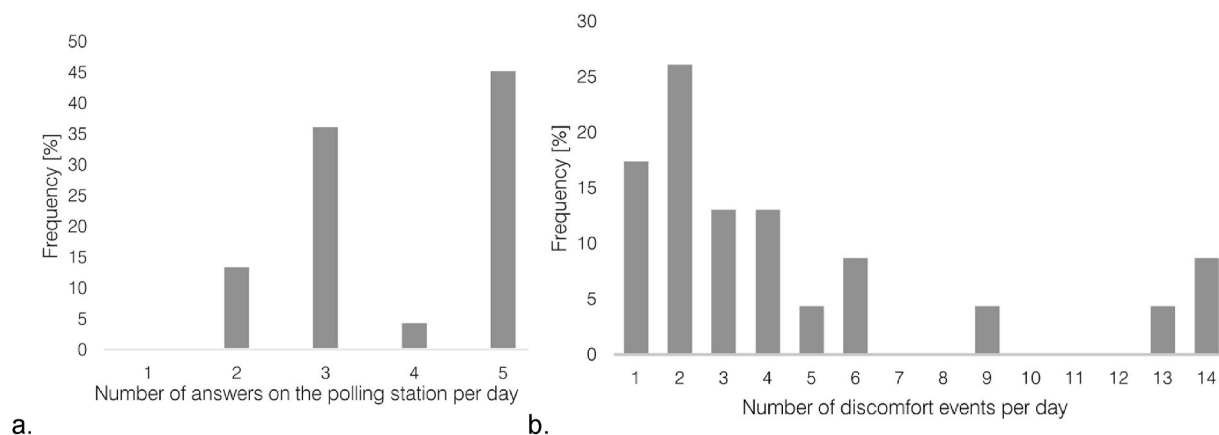 50
45
40
35
30
25
20
15
10
5
0
Frequency [%]
1 2 3 4 5
Number of answers on the polling station per day
a.
30
25
20
15
10
5
0
Frequency [%]
1 2 3 4 5 6 7 8 9 10 11 12 13 14
Number of discomfort events per day
b.